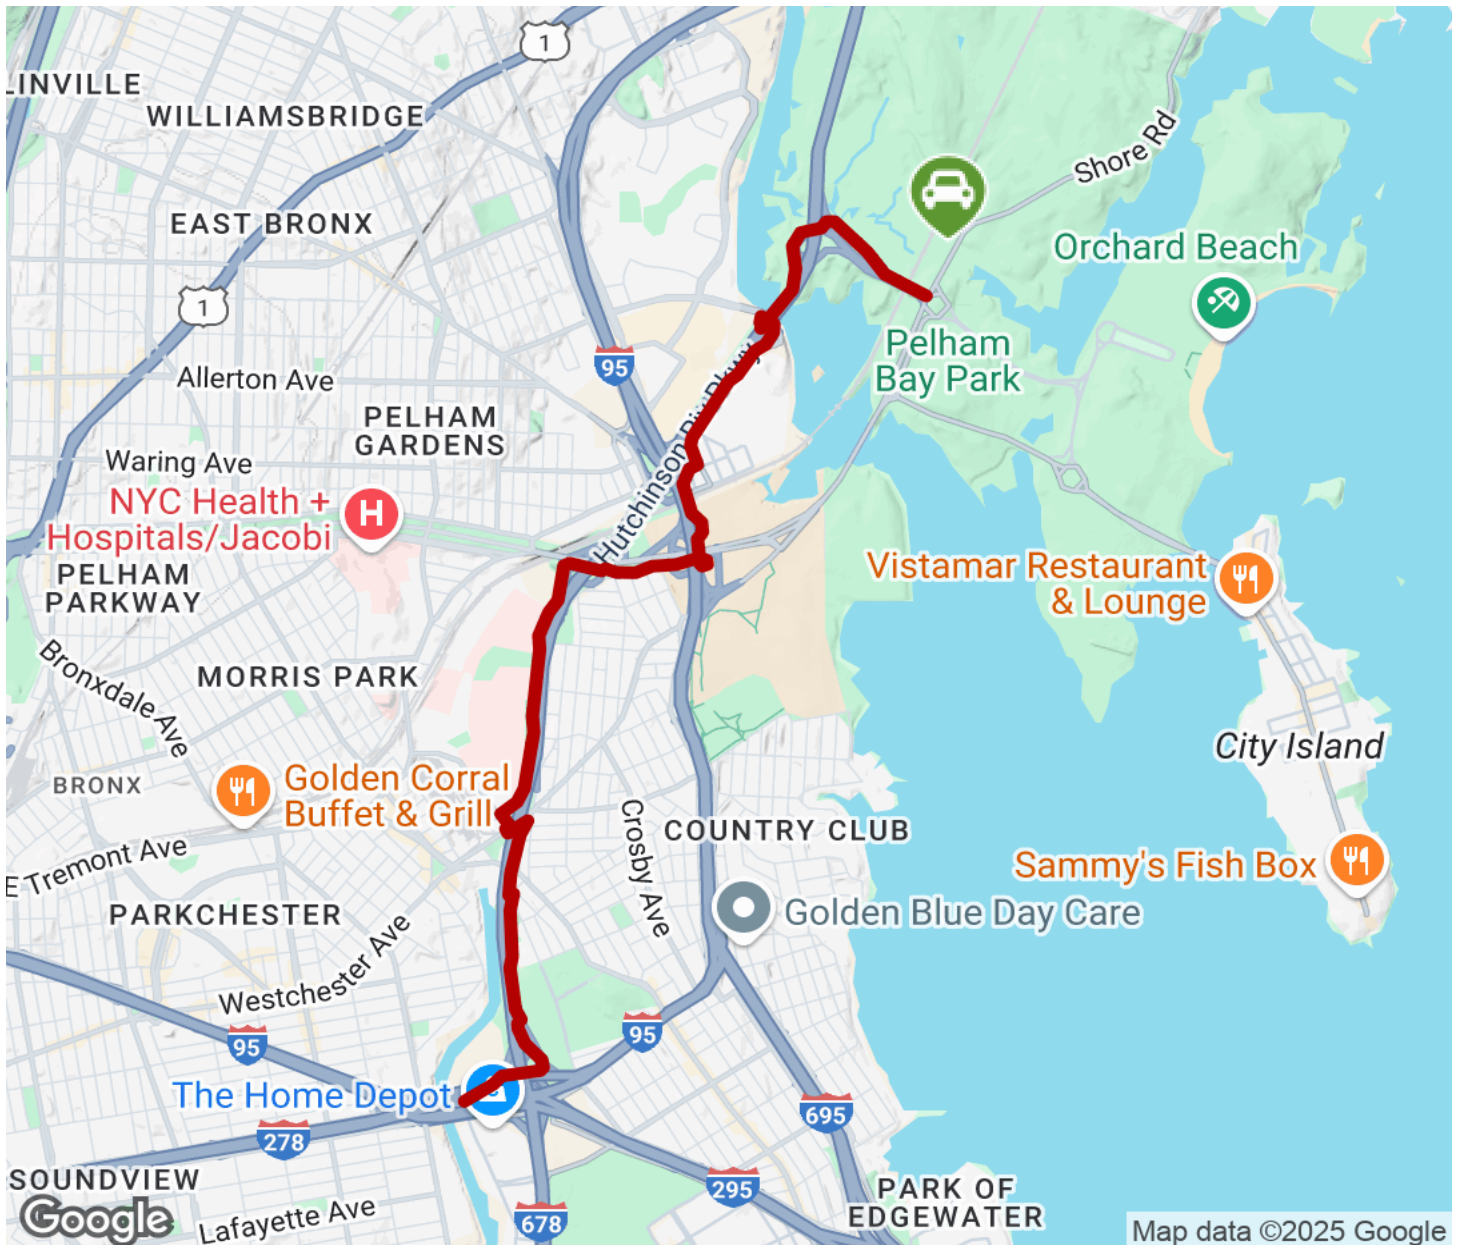 1
LINVILLE
WILLIAMSBRIDGE
Shore Rd
EAST BRONX
Orchard Beach
1
Pelham
Bay Park
95
Allerton Ave
PELHAM
GARDENS
Waring Ave
NYC Health +
Hospitals/Jacobi
H
Hutchinson
Pkwy
Vistamar Restaurant
& Lounge
PELHAM
PARKWAY
Bronxdale Ave
MORRIS PARK
City Island
BRONX
Golden Corral
Buffet & Grill
Crosby Ave
COUNTRY CLUB
E Tremont Ave
Sammy's Fish Box
PARKCHESTER
Golden Blue Day Care
Westchester Ave
95
95
The Home Depot
695
278
SOUNDVIEW
295
PARK OF
EDGEWATER
Google
Lafayette Ave
678
Map data ©2025 Google